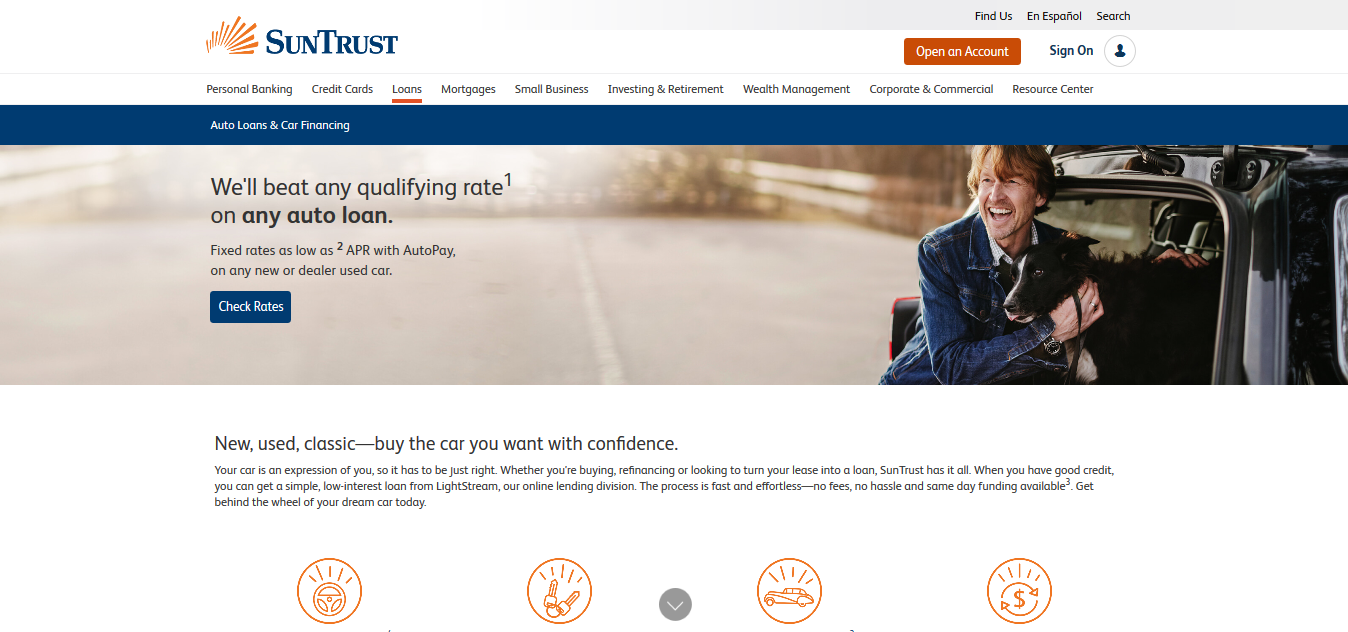 Find Us En Español Search
SUNTRUST
Open an Account Sign On
Personal Banking Credit Cards Loans Mortgages Small Business Investing & Retirement Wealth Management Corporate & Commercial Resource Center
Auto Loans & Car Financing
We'll beat any qualifying rate1
on any auto loan.
Fixed rates as low as 2 APR with AutoPay,
on any new or dealer used car.
Check Rates
New, used, classic—buy the car you want with confidence.
Your car is an expression of you, so it has to be just right. Whether you're buying, refinancing or looking to turn your lease into a loan, SunTrust has it all. When you have good credit,
you can get a simple, low-interest loan from LightStream, our online lending division. The process is fast and effortless—no fees, no hassle and same day funding available3. Get
behind the wheel of your dream car today.
$